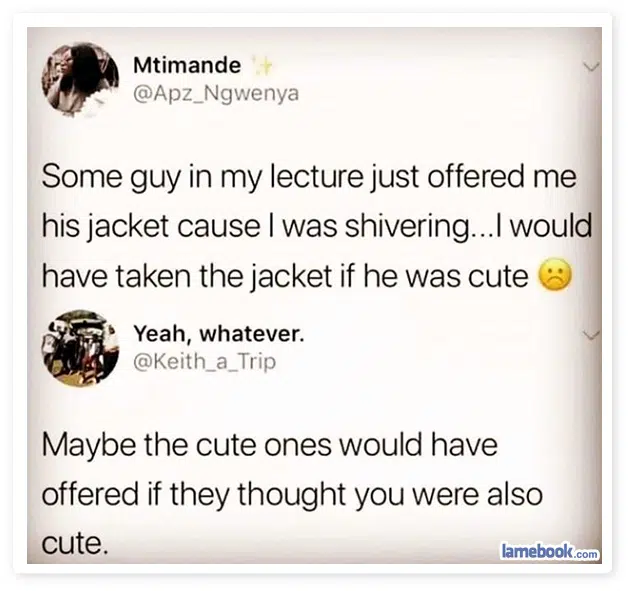 Mtimande ✨
@Apz_Ngwenya
Some guy in my lecture just offered me
his jacket cause I was shivering...I would
have taken the jacket if he was cute ☹️
Yeah, whatever.
@Keith_a_Trip
Maybe the cute ones would have
offered if they thought you were also
cute.
lamebook.com